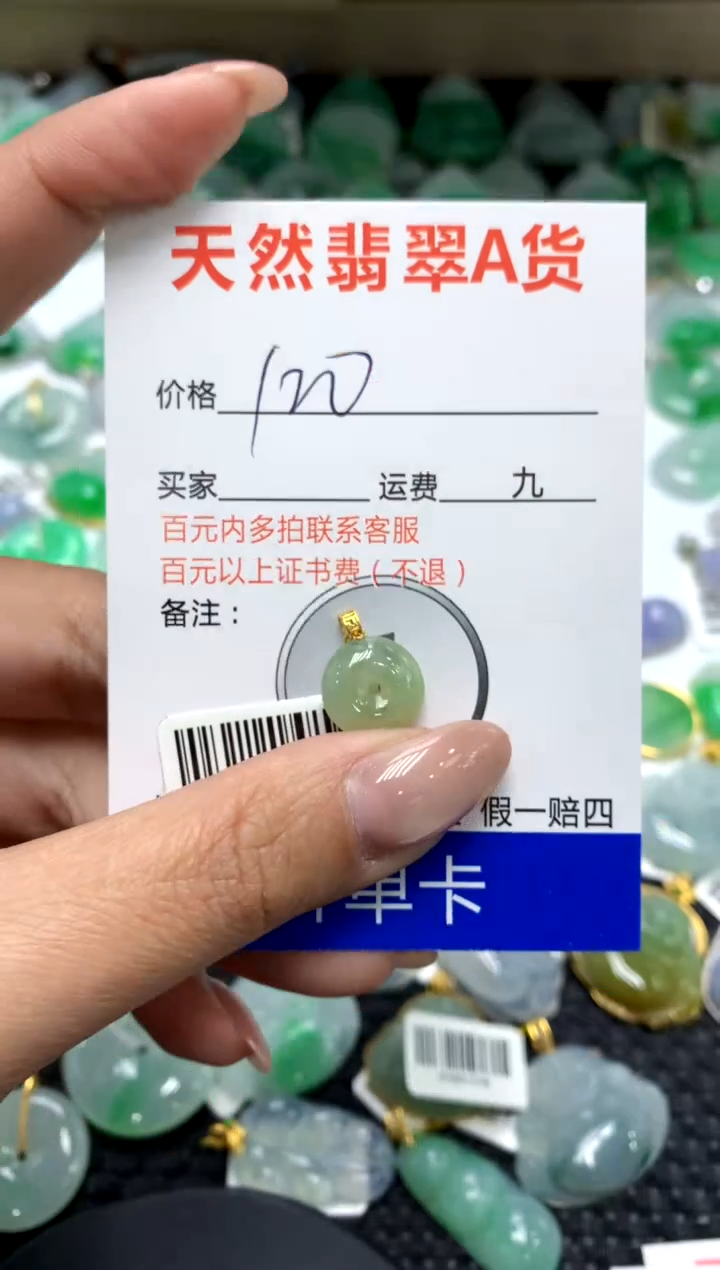 天然翡翠A货
价格 120
买家 运费 九
百元内多拍联系客服
百元以上证书费（不退）
备注：
假一赔四
单卡